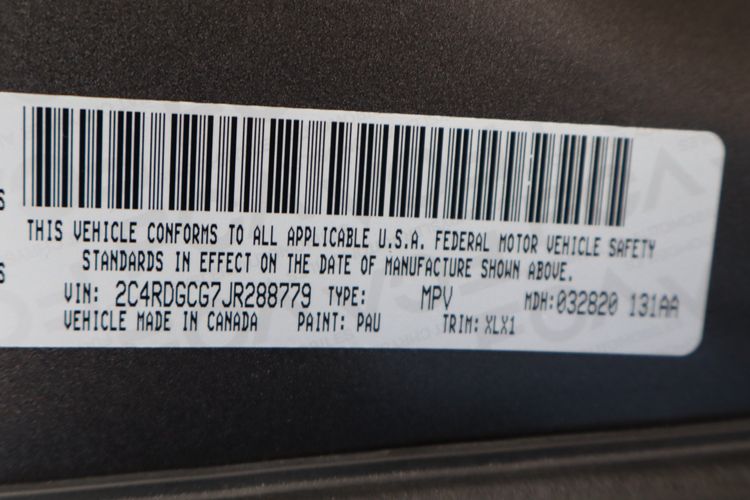 S
THIS VEHICLE CONFORMS TO ALL APPLICABLE U.S.A. FEDERAL MOTOR VEHICLE SAFETY
S
STANDARDS IN EFFECT ON THE DATE OF MANUFACTURE SHOWN ABOVE.
VIN: 2C4RDGCG7JR288779 TYPE: MPV MDH:032820 131AA
VEHICLE MADE IN CANADA PAINT: PAU TRIM: XLX1